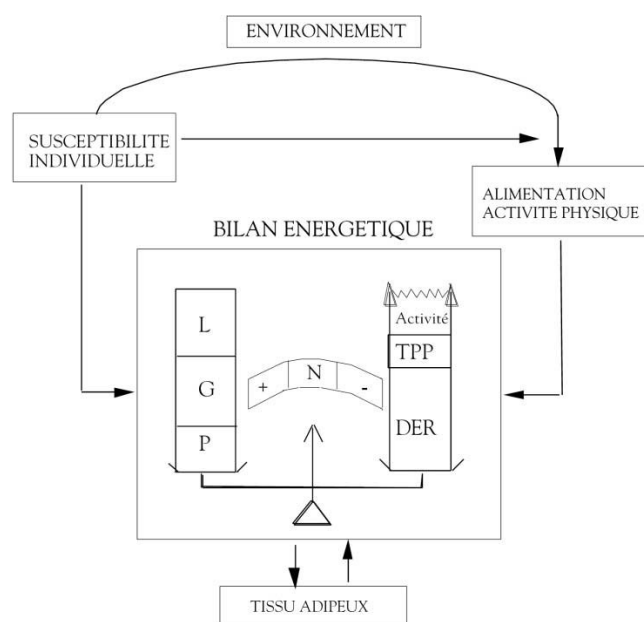 ENVIRONNEMENT
SUSCEPTIBILITE
INDIVIDUELLE
ALIMENTATION
ACTIVITE PHYSIQUE
BILAN ENERGETIQUE
L
G
P
+
N
-
Activité
TPP
DER
TISSU ADIPEUX